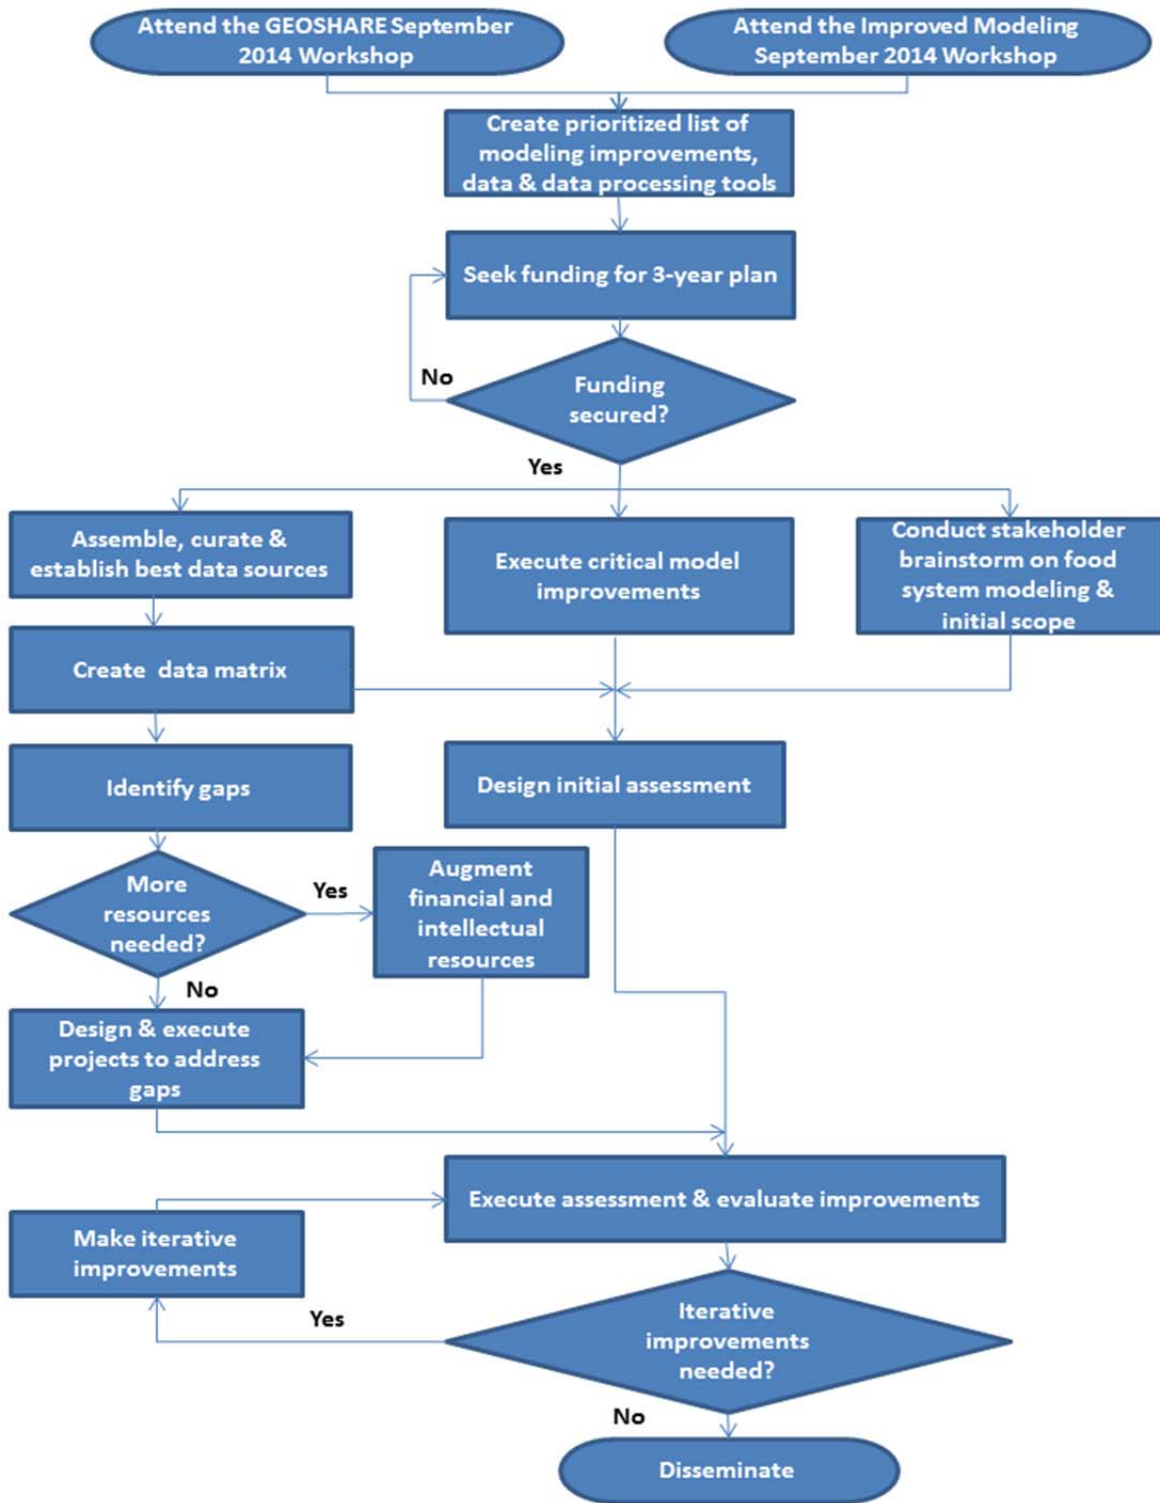 Attend the GEOSHARE September
2014 Workshop
Attend the Improved Modeling
September 2014 Workshop
Create prioritized list of
modeling improvements,
data & data processing tools
Seek funding for 3-year plan
No
Funding
secured?
Yes
Assemble, curate &
establish best data sources
Execute critical model
improvements
Conduct stakeholder
brainstorm on food
system modeling &
initial scope
Create data matrix
Identify gaps
Design initial assessment
More
resources
needed?
Yes
Augment
financial and
intellectual
resources
No
Design & execute
projects to address
gaps
Execute assessment & evaluate improvements
Make iterative
improvements
Yes
Iterative
improvements
needed?
No
Disseminate